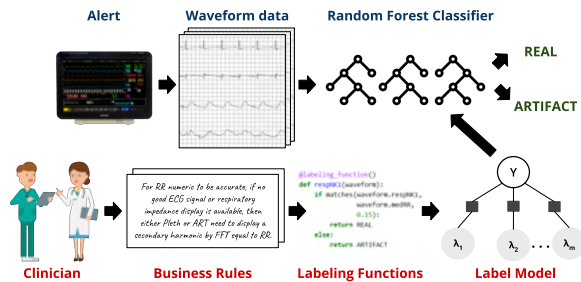 Alert
Waveform data
Random Forest Classifier
REAL
ARTIFACT
For RR numeric to be accurate, if no
good ECG signal or respiratory
impedance display is available, then
either Pleth or ART need to display a
secondary harmonic by FFT equal to RR.
@labeling_function()
def respRK1(waveform):
if matches(waveform.respRK1,
waveform.medRR,
0.15):
return REAL
else:
return ARTIFACT
Y
λ1
λ2
...
λm
Clinician
Business Rules
Labeling Functions
Label Model